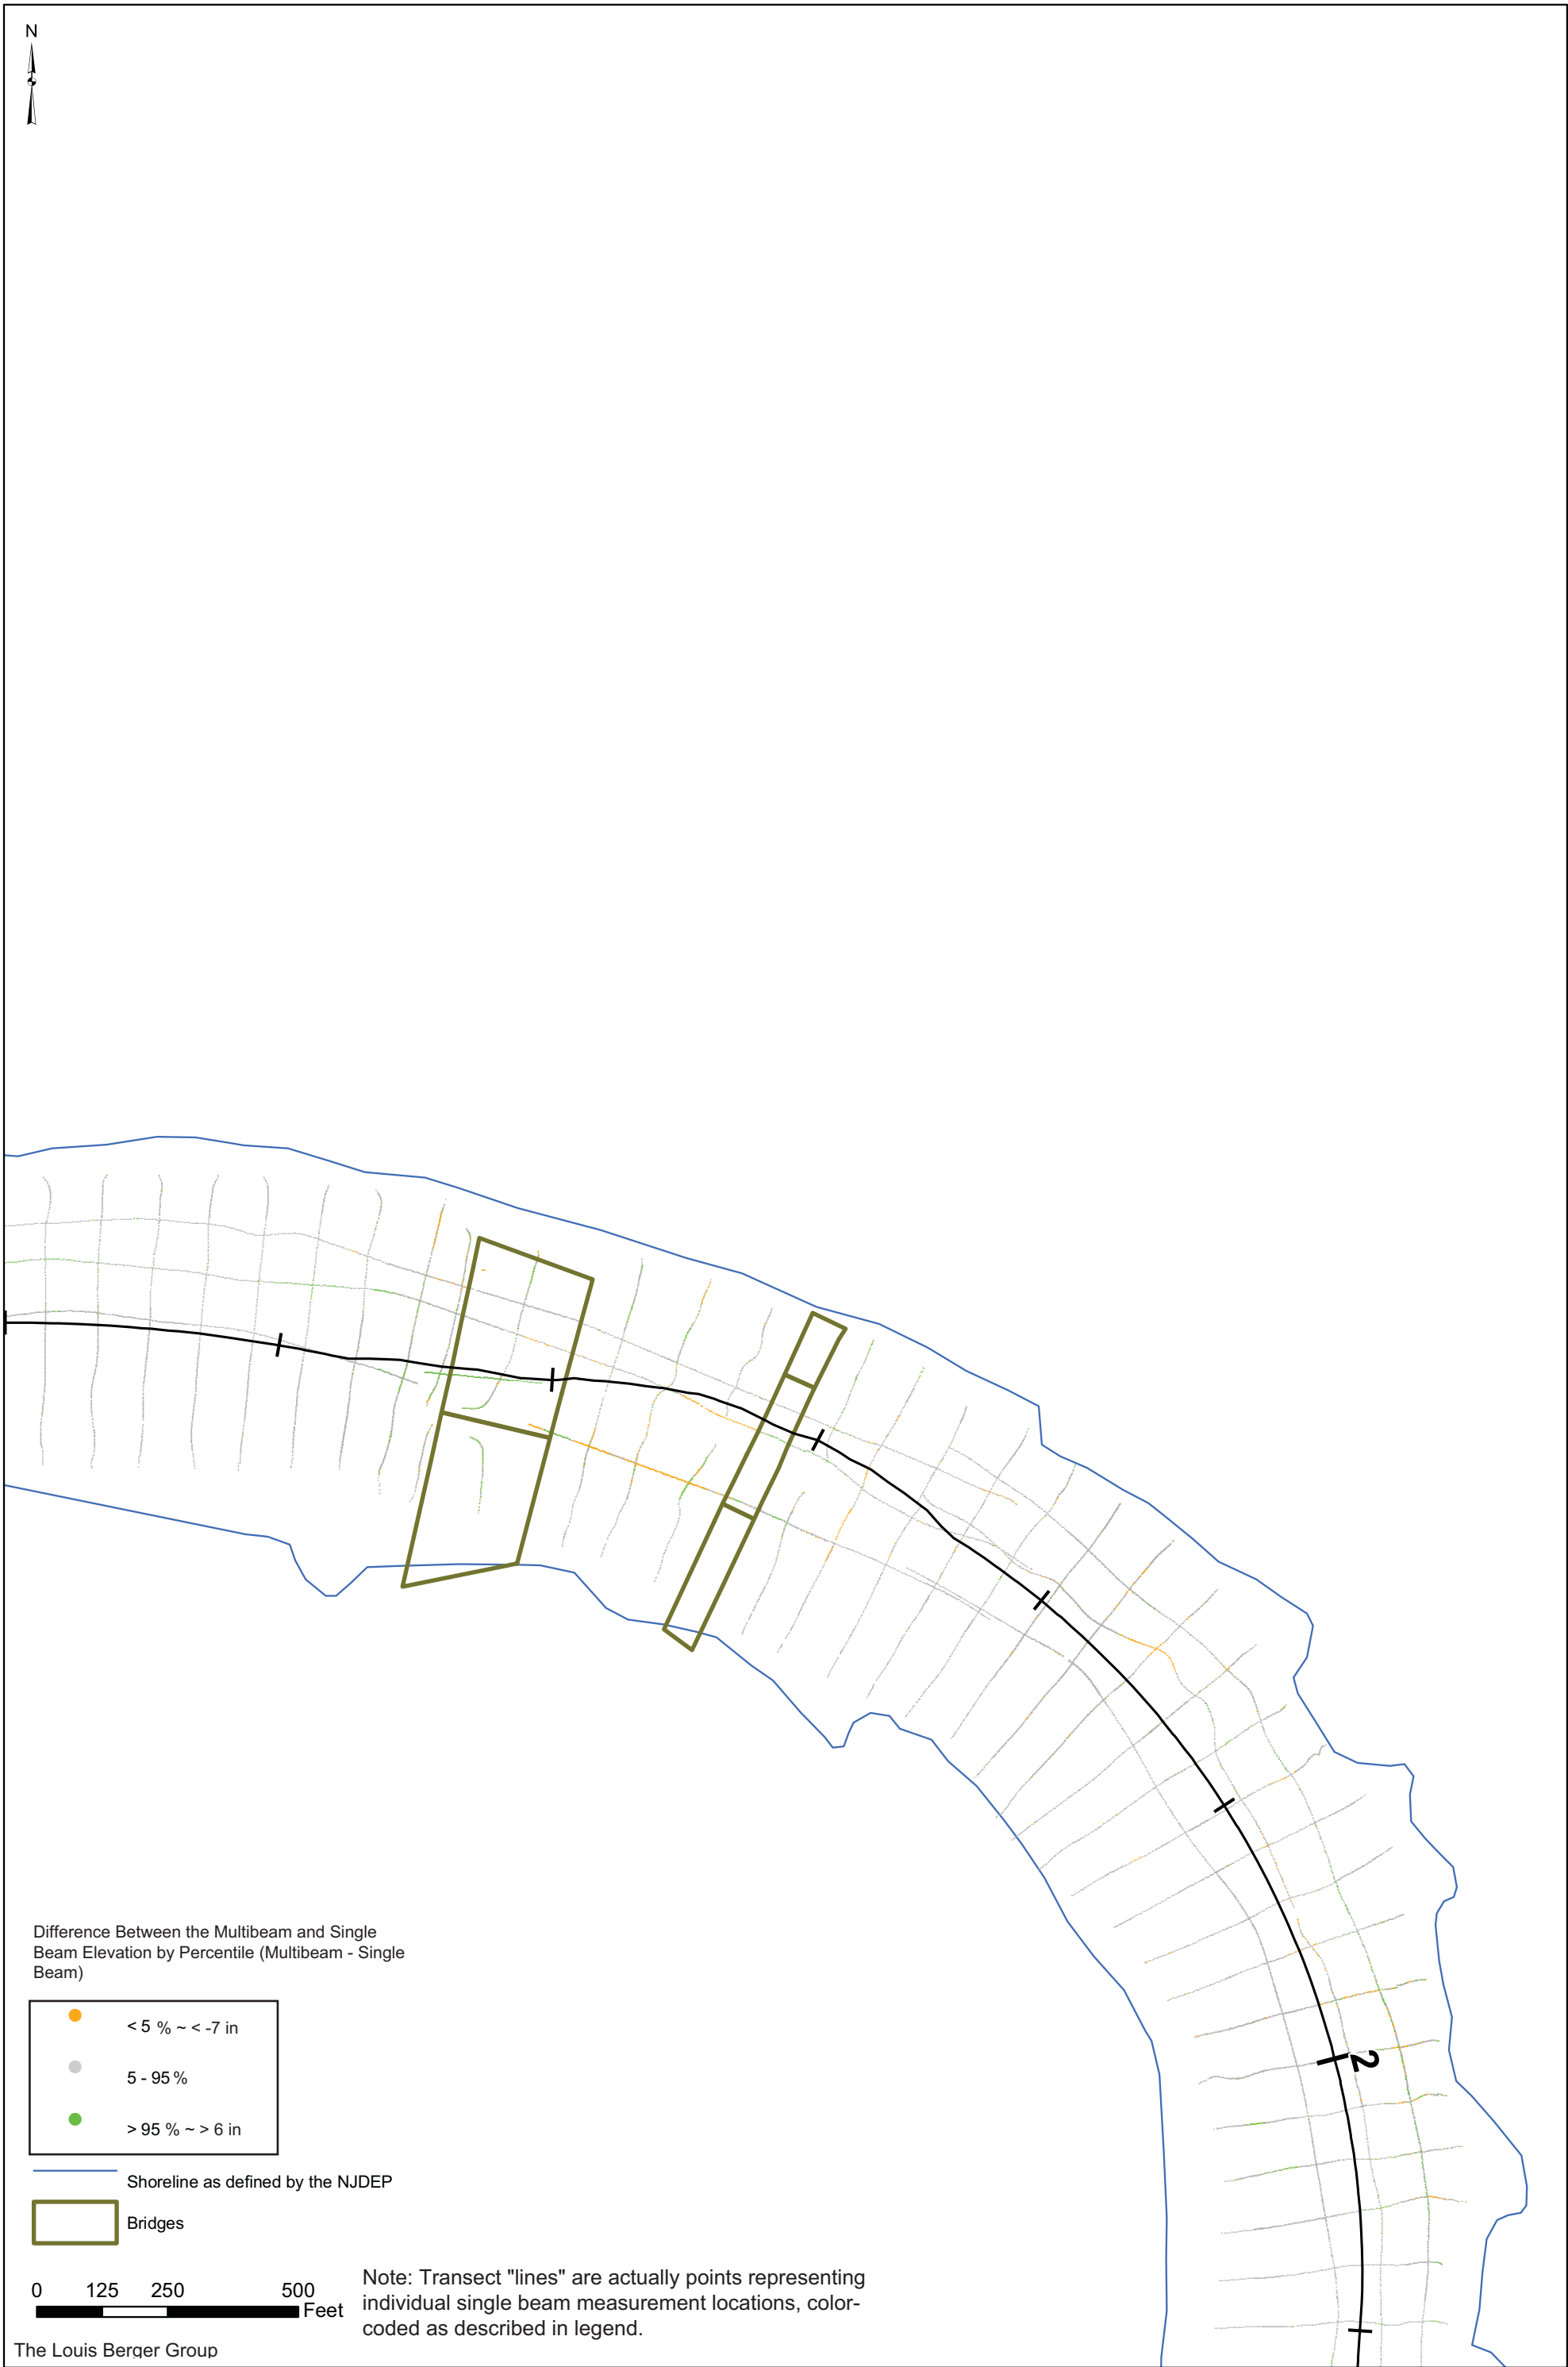 N
2
Difference Between the Multibeam and Single
Beam Elevation by Percentile (Multibeam - Single
Beam)
< 5 % ~ < -7 in
5 - 95 %
> 95 % ~ > 6 in
Shoreline as defined by the NJDEP
Bridges
0 125 250 500
Feet
Note: Transect "lines" are actually points representing
individual single beam measurement locations, color-
coded as described in legend.
The Louis Berger Group